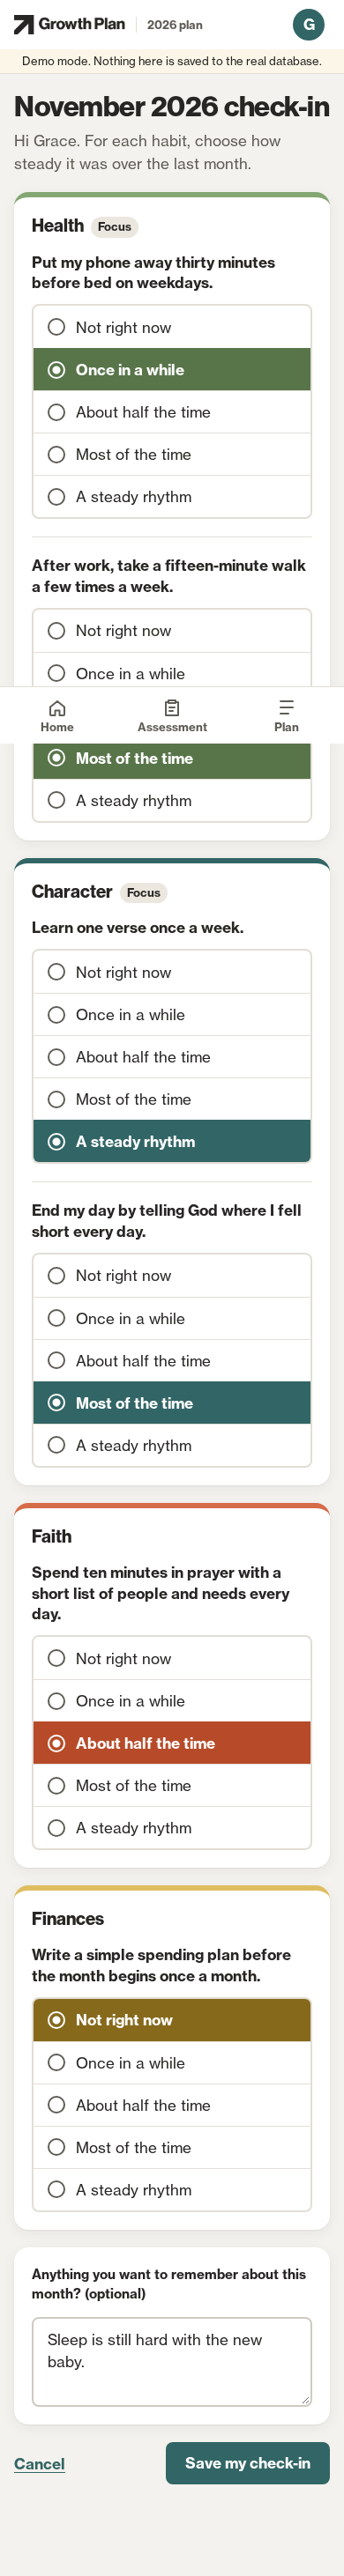 Growth Plan
2026 plan
G
Demo mode. Nothing here is saved to the real database.
November 2026 check-in
Hi Grace. For each habit, choose how
steady it was over the last month.
Health
Focus
Put my phone away thirty minutes
before bed on weekdays.
Not right now
Once in a while
About half the time
Most of the time
A steady rhythm
After work, take a fifteen-minute walk
a few times a week.
Not right now
Once in a while
Home
Assessment
Plan
Most of the time
A steady rhythm
Character
Focus
Learn one verse once a week.
Not right now
Once in a while
About half the time
Most of the time
A steady rhythm
End my day by telling God where I fell
short every day.
Not right now
Once in a while
About half the time
Most of the time
A steady rhythm
Faith
Spend ten minutes in prayer with a
short list of people and needs every
day.
Not right now
Once in a while
About half the time
Most of the time
A steady rhythm
Finances
Write a simple spending plan before
the month begins once a month.
Not right now
Once in a while
About half the time
Most of the time
A steady rhythm
Anything you want to remember about this
month? (optional)
Sleep is still hard with the new
baby.
Cancel
Save my check-in